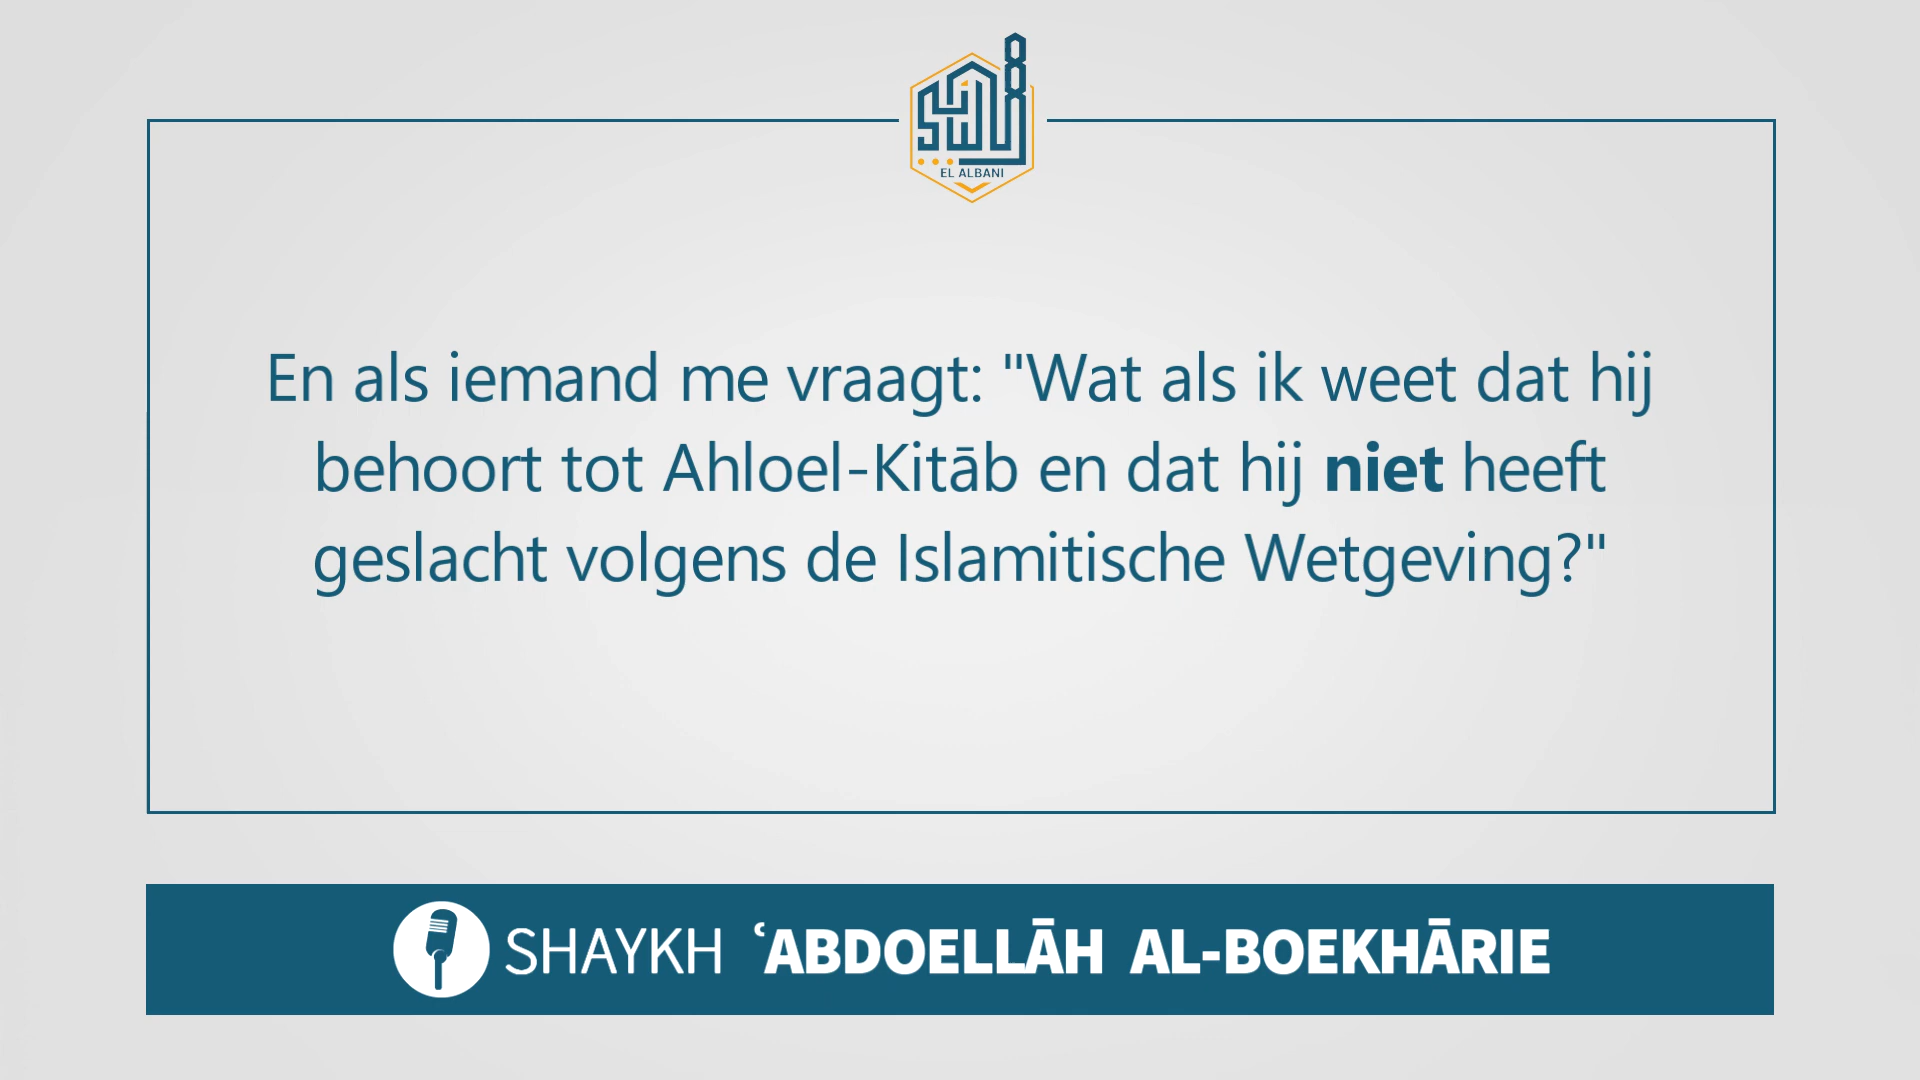 EL ALBANI
En als iemand me vraagt: "Wat als ik weet dat hij
behoort tot Ahloel-Kitāb en dat hij niet heeft
geslacht volgens de Islamitische Wetgeving?"
SHAYKH ʿABDOELLĀH AL-BOEKHĀRIE